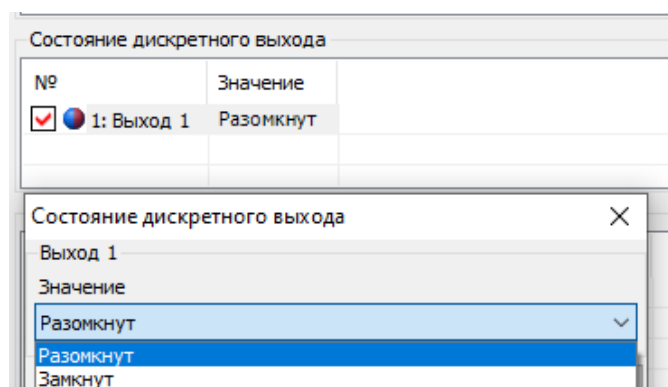 Состояние дискретного выхода
№ Значение
1: Выход 1 Разомкнут
Состояние дискретного выхода
Выход 1
Значение
Разомкнут
Разомкнут
Замкнут